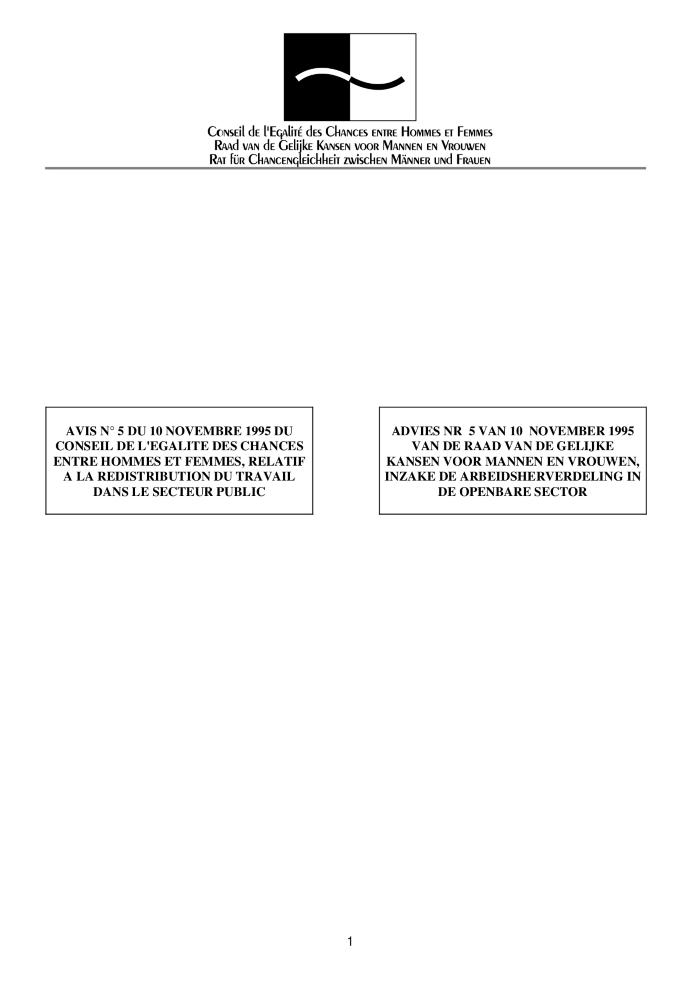 Conseil de l'Egalité des Chances entre Hommes et Femmes
Raad van de Gelijke Kansen voor Mannen en Vrouwen
Rat für Chancengleichheit zwischen Männer und Frauen
AVIS N° 5 DU 10 NOVEMBRE 1995 DU
CONSEIL DE L'EGALITE DES CHANCES
ENTRE HOMMES ET FEMMES, RELATIF
A LA REDISTRIBUTION DU TRAVAIL
DANS LE SECTEUR PUBLIC
ADVIES NR 5 VAN 10 NOVEMBER 1995
VAN DE RAAD VAN DE GELIJKE
KANSEN VOOR MANNEN EN VROUWEN,
INZAKE DE ARBEIDSHERVERDELING IN
DE OPENBARE SECTOR
1